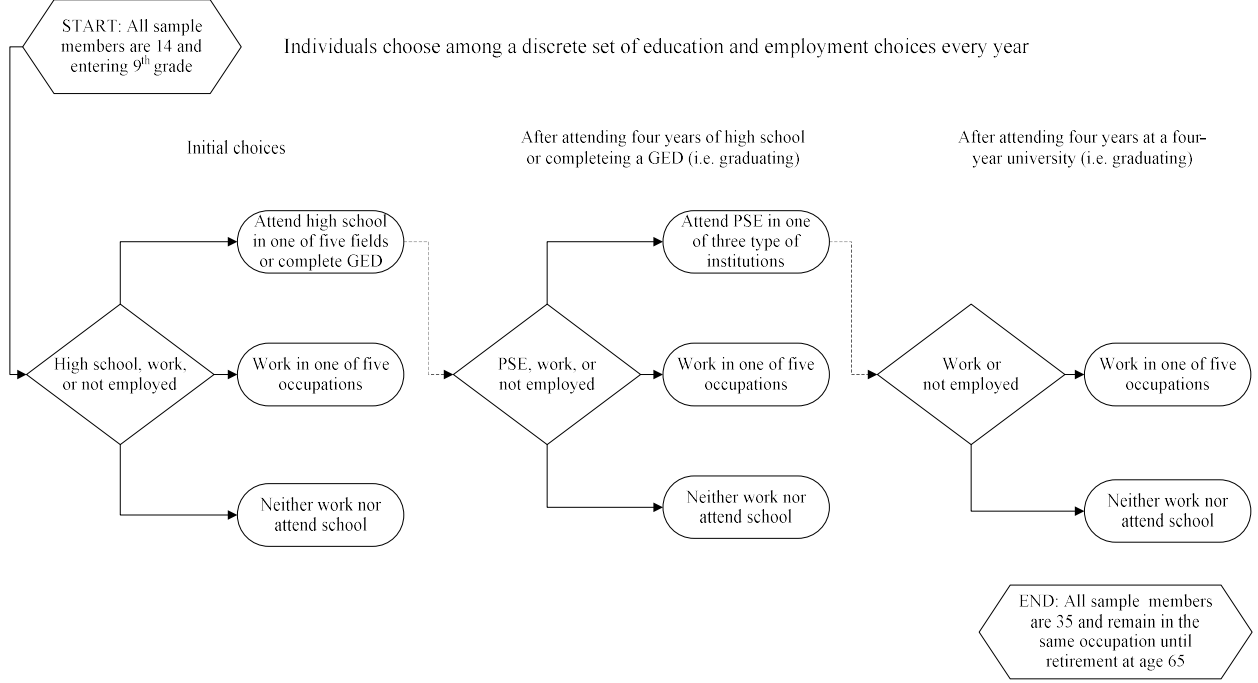 START: All sample
members are 14 and
entering 9th grade
Individuals choose among a discrete set of education and employment choices every year
Initial choices
After attending four years of high school
or completeing a GED (i.e. graduating)
After attending four years at a four-
year university (i.e. graduating)
Attend high school
in one of five fields
or complete GED
Attend PSE in one
of three type of
institutions
High school, work,
or not employed
Work in one of five
occupations
PSE, work, or
not employed
Work in one of five
occupations
Work or
not employed
Work in one of five
occupations
Neither work nor
attend school
Neither work nor
attend school
Neither work nor
attend school
END: All sample members
are 35 and remain in the
same occupation until
retirement at age 65